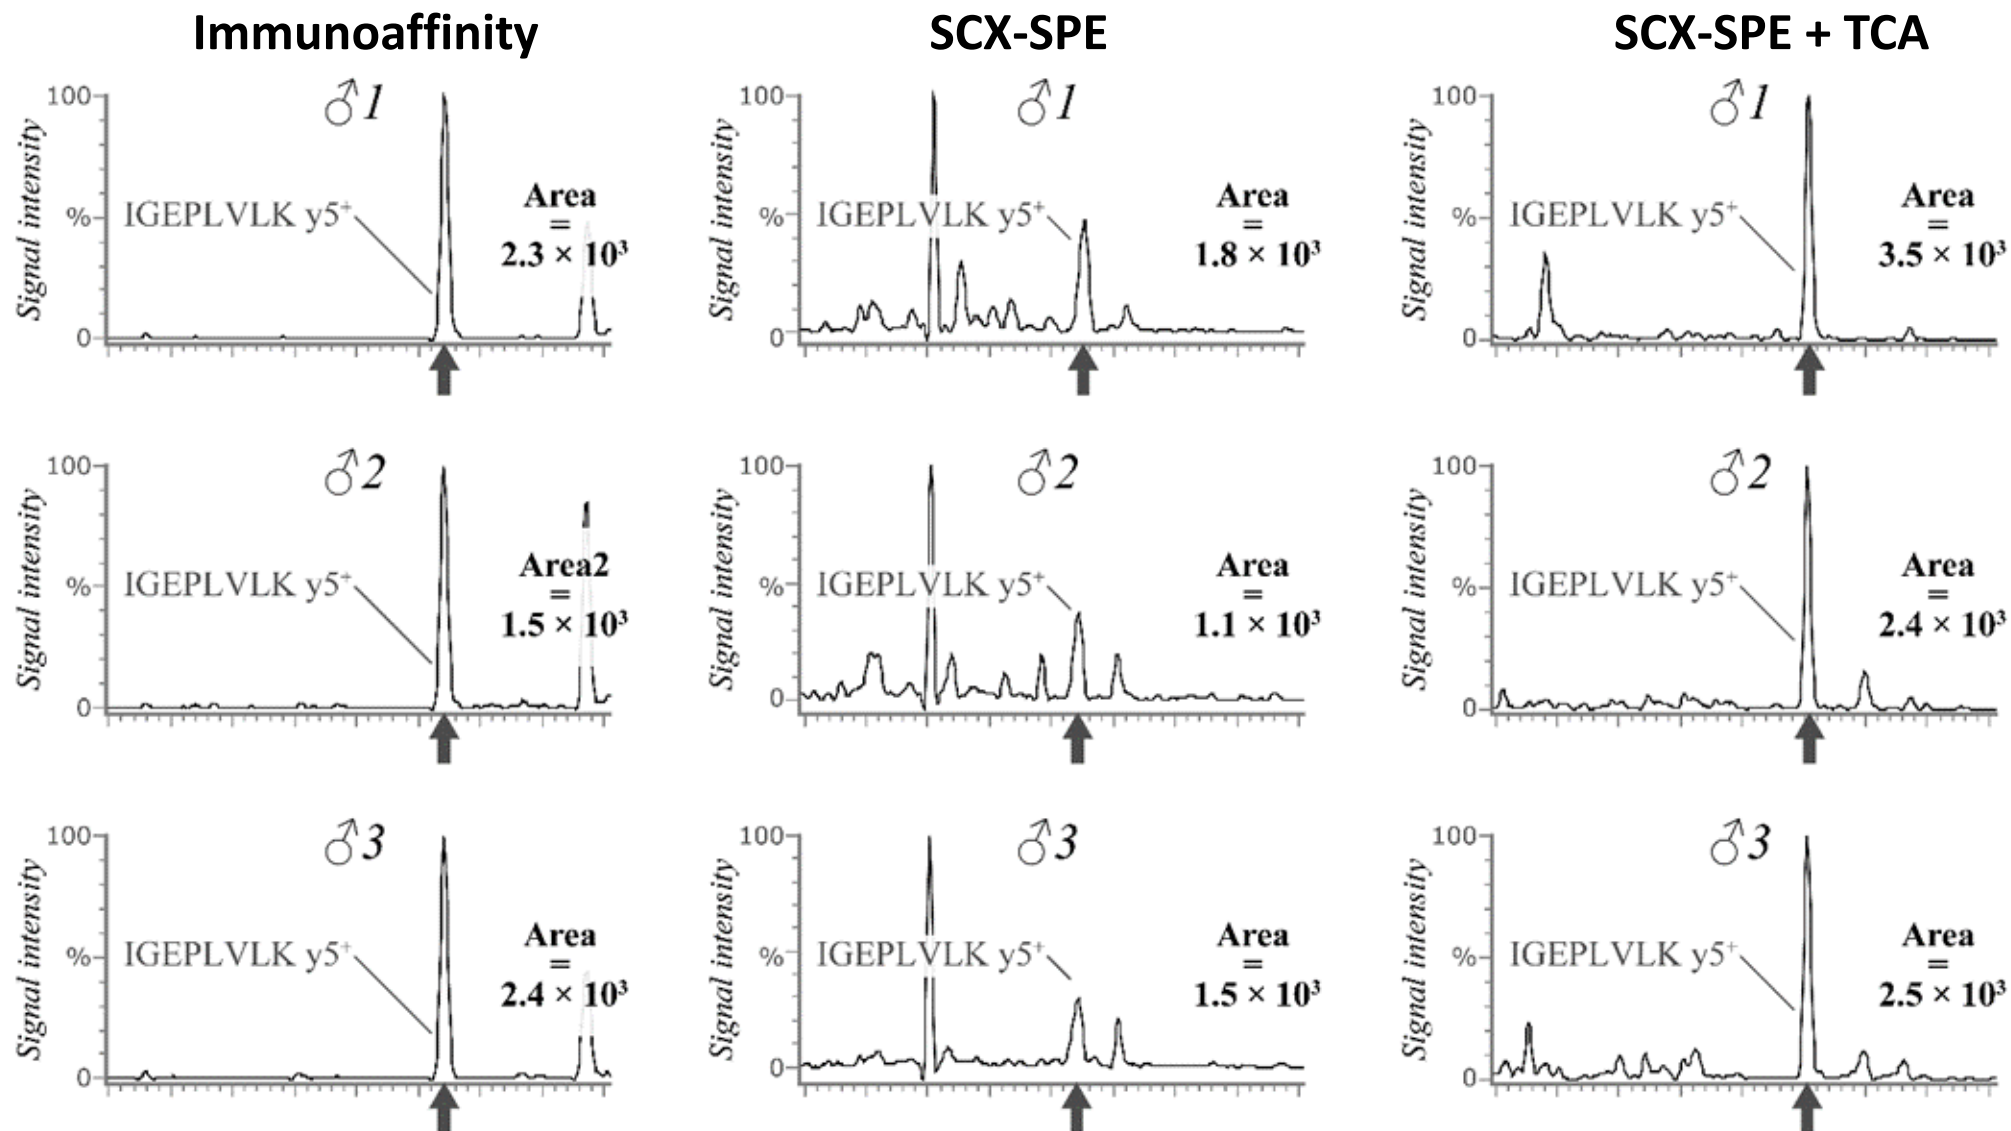 Immunoaffinity
SCX-SPE
SCX-SPE + TCA
Signal intensity
100
%
0
♂1
IGEPLVLK y5⁺
Area
=
2.3 × 10³
Signal intensity
100
%
0
♂1
IGEPLVLK y5⁺
Area
=
1.8 × 10³
Signal intensity
100
%
0
♂1
IGEPLVLK y5⁺
Area
=
3.5 × 10³
Signal intensity
100
%
0
♂2
IGEPLVLK y5⁺
Area2
=
1.5 × 10³
Signal intensity
100
%
0
♂2
IGEPLVLK y5⁺
Area
=
1.1 × 10³
Signal intensity
100
%
0
♂2
IGEPLVLK y5⁺
Area
=
2.4 × 10³
Signal intensity
100
%
0
♂3
IGEPLVLK y5⁺
Area
=
2.4 × 10³
Signal intensity
100
%
0
♂3
IGEPLVLK y5⁺
Area
=
1.5 × 10³
Signal intensity
100
%
0
♂3
IGEPLVLK y5⁺
Area
=
2.5 × 10³